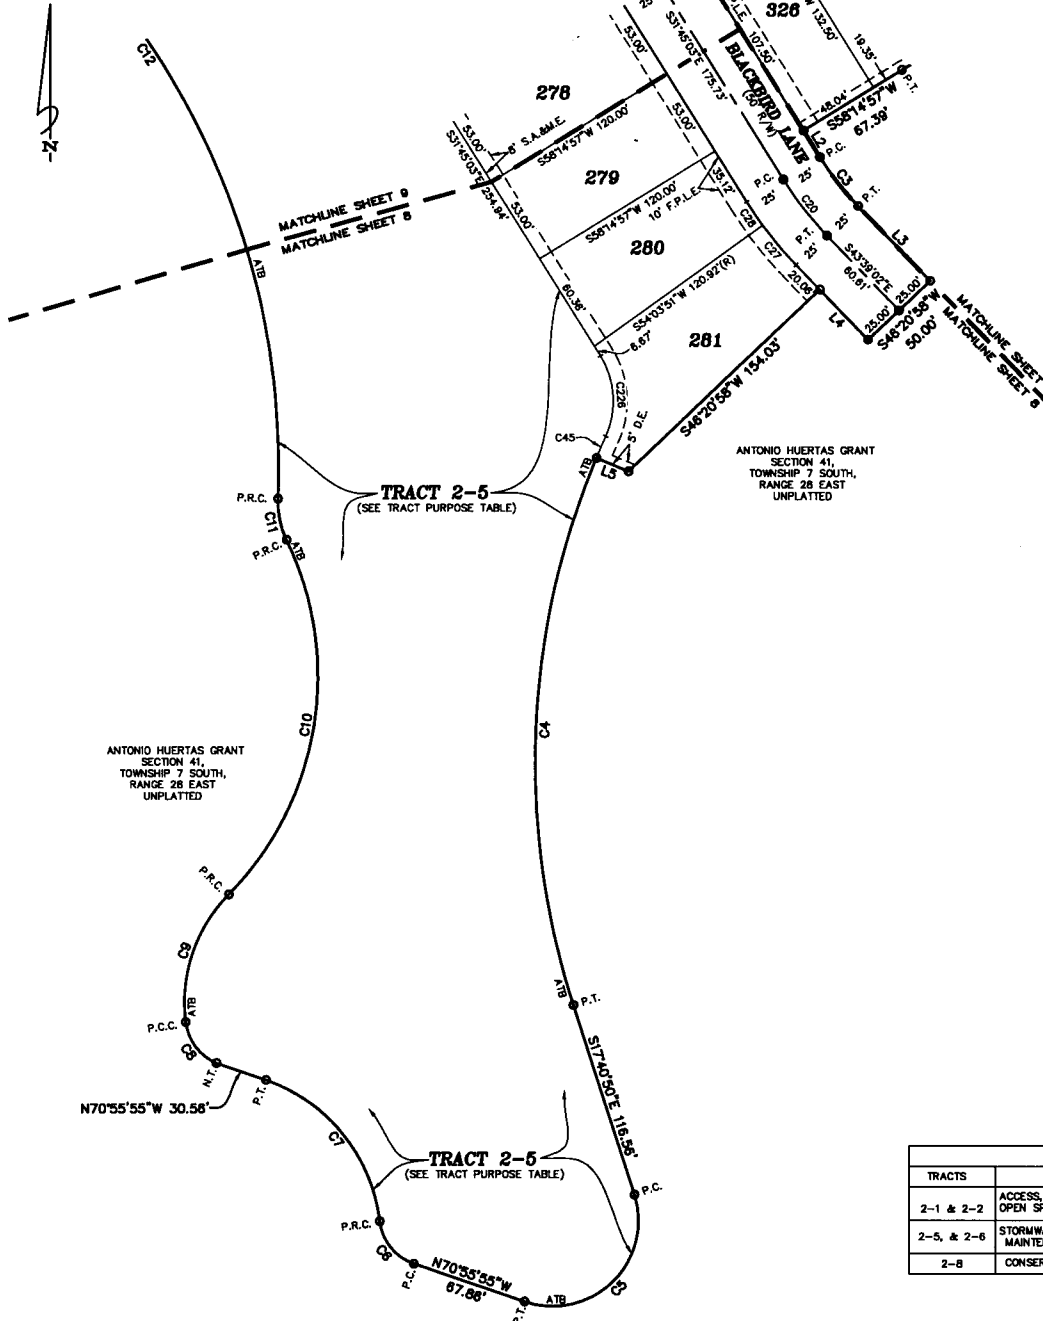 326
W 132.50'
19.35'
107.50'
48.04'
P.T.
S58°14'57"W
67.39'
L2
P.C.
C3
P.T.
L3
BLACKBIRD LANE
(50' R/W)
S31°45'03"E 175.73'
53.00'
53.00'
278
8' S.A.&M.E.
53.00'
S58°14'57"W 120.00'
S31°45'03"E
254.94'
279
S58°14'57"W 120.00'
10' F.P.L.E.
35.12'
280
53.00'
C28
C27
20.06'
P.C.
25'
25'
C20
P.T.
25'
25'
S43°39'02"E
60.61'
25.00'
25.00'
S46°20'58"W
50.00'
L4
MATCHLINE SHEET
MATCHLINE SHEET 8
S54°03'51"W 120.92'(R)
60.36'
6.67'
281
S46°20'58"W 154.03'
C226
5' D.E.
C45
L5
ATB
C12
N
MATCHLINE SHEET 9
MATCHLINE SHEET 8
ATB
ANTONIO HUERTAS GRANT
SECTION 41,
TOWNSHIP 7 SOUTH,
RANGE 28 EAST
UNPLATTED
TRACT 2-5
(SEE TRACT PURPOSE TABLE)
P.R.C.
C11
P.R.C.
ATB
C10
C4
ANTONIO HUERTAS GRANT
SECTION 41,
TOWNSHIP 7 SOUTH,
RANGE 28 EAST
UNPLATTED
P.R.C.
C9
ATB
P.C.C.
C8
N.T.
N70°55'55"W 30.56'
P.T.
C7
ATB
P.T.
S17°40'50"E 116.56'
P.C.
TRACT 2-5
(SEE TRACT PURPOSE TABLE)
P.R.C.
C6
P.C.
N70°55'55"W
67.86'
P.T.
ATB
C5
TRACTS
2-1 & 2-2
ACCESS,
2-5, & 2-6
2-8